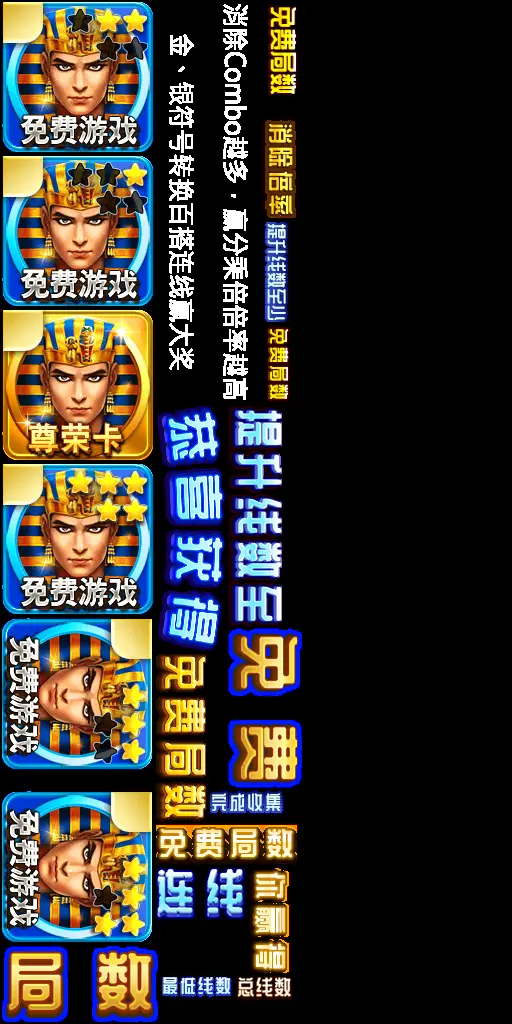 免费游戏
免费游戏
尊荣卡
免费游戏
免费游戏
免费游戏
局数
金、银符号转换百搭连线赢大奖
消除Combo越多，赢分乘倍倍率越高
免费局数
消除倍率
提升线数至少
免费局数
恭喜获得
提升线数至
免费
免费局数
完成收集
免费局数
线
你赢得
最低线数
总线数